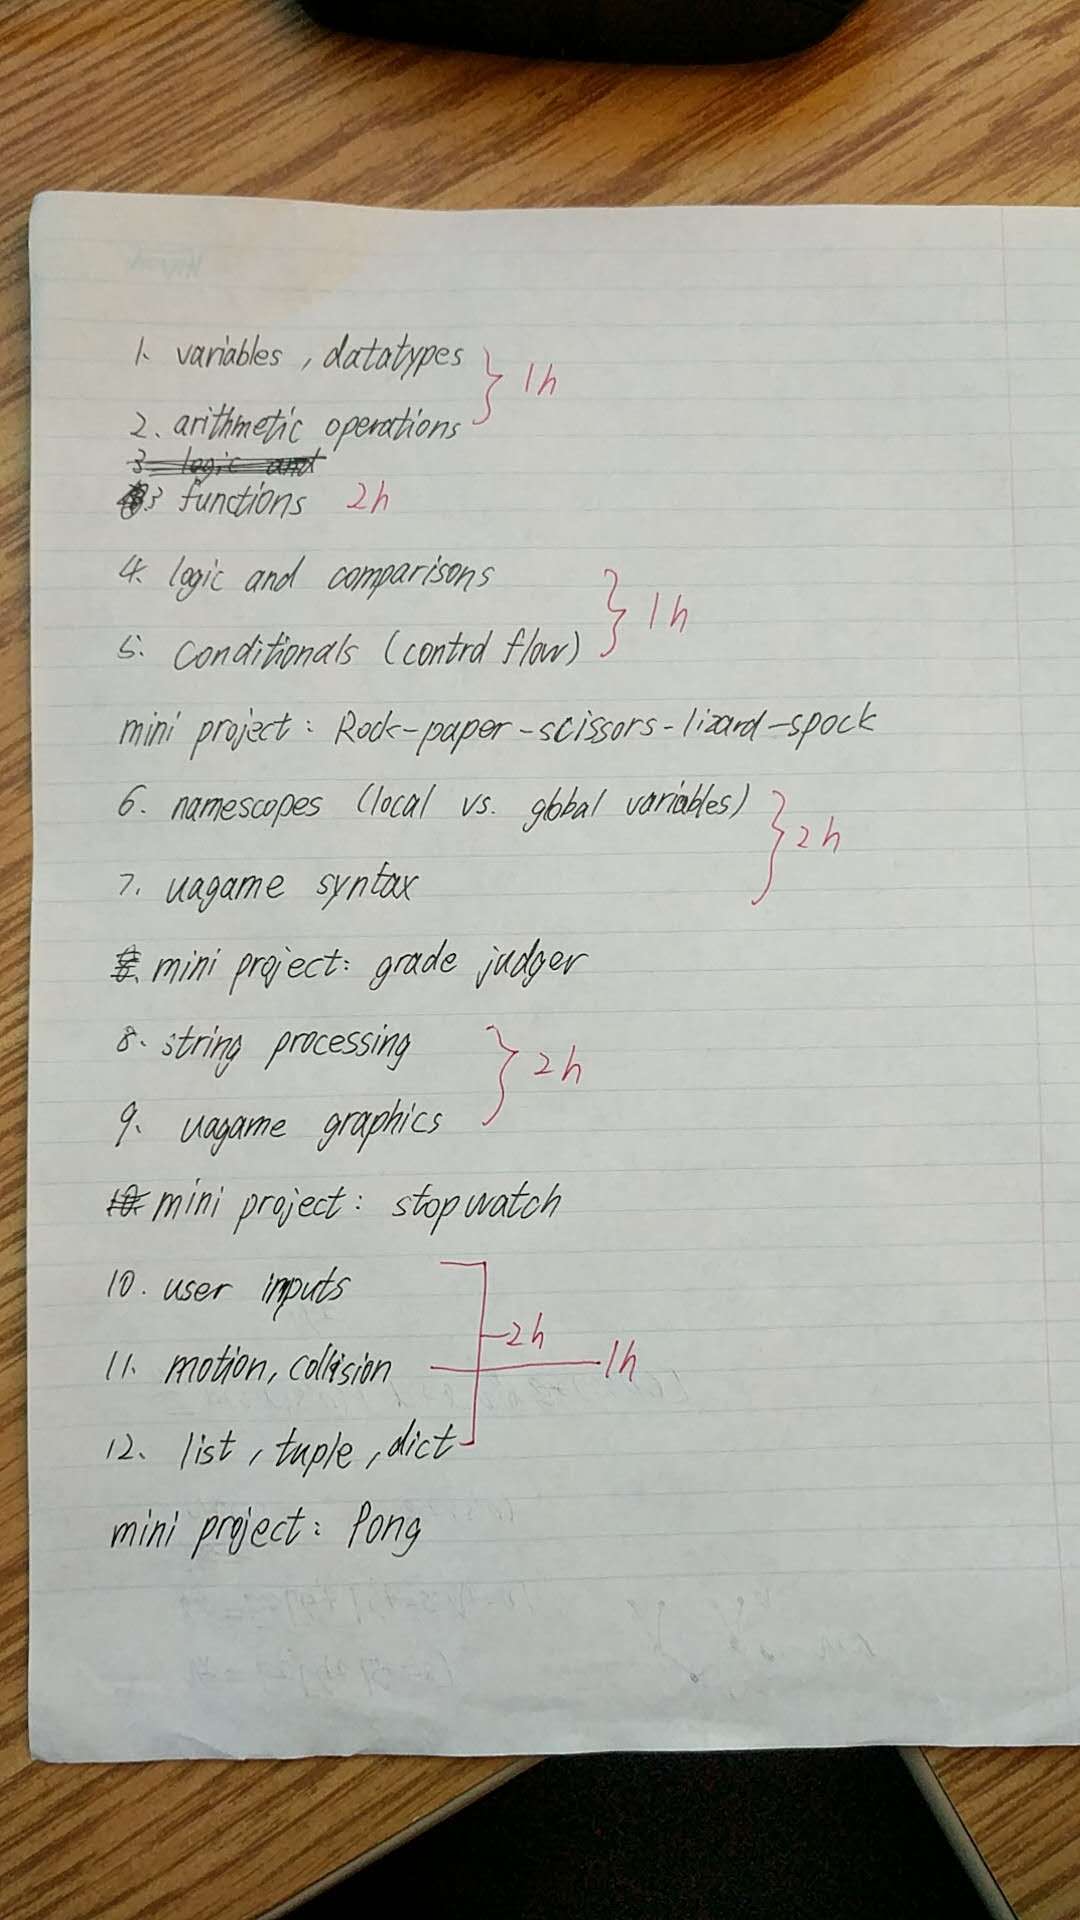 1. variables, datatypes } 1h
2. arithmetic operations
3. logic and
3 functions 2h
4. logic and comparisons } 1h
5. conditionals (control flow)
mini project: Rock-paper-scissors-lizard-spock
6. namescopes (local vs. global variables) } 2h
7. uagame syntax
8. mini project: grade judger
8. string processing } 2h
9. uagame graphics
10. mini project: stopwatch
10. user inputs
2h
11. motion, collision 1h
12. list, tuple, dict
mini project: Pong